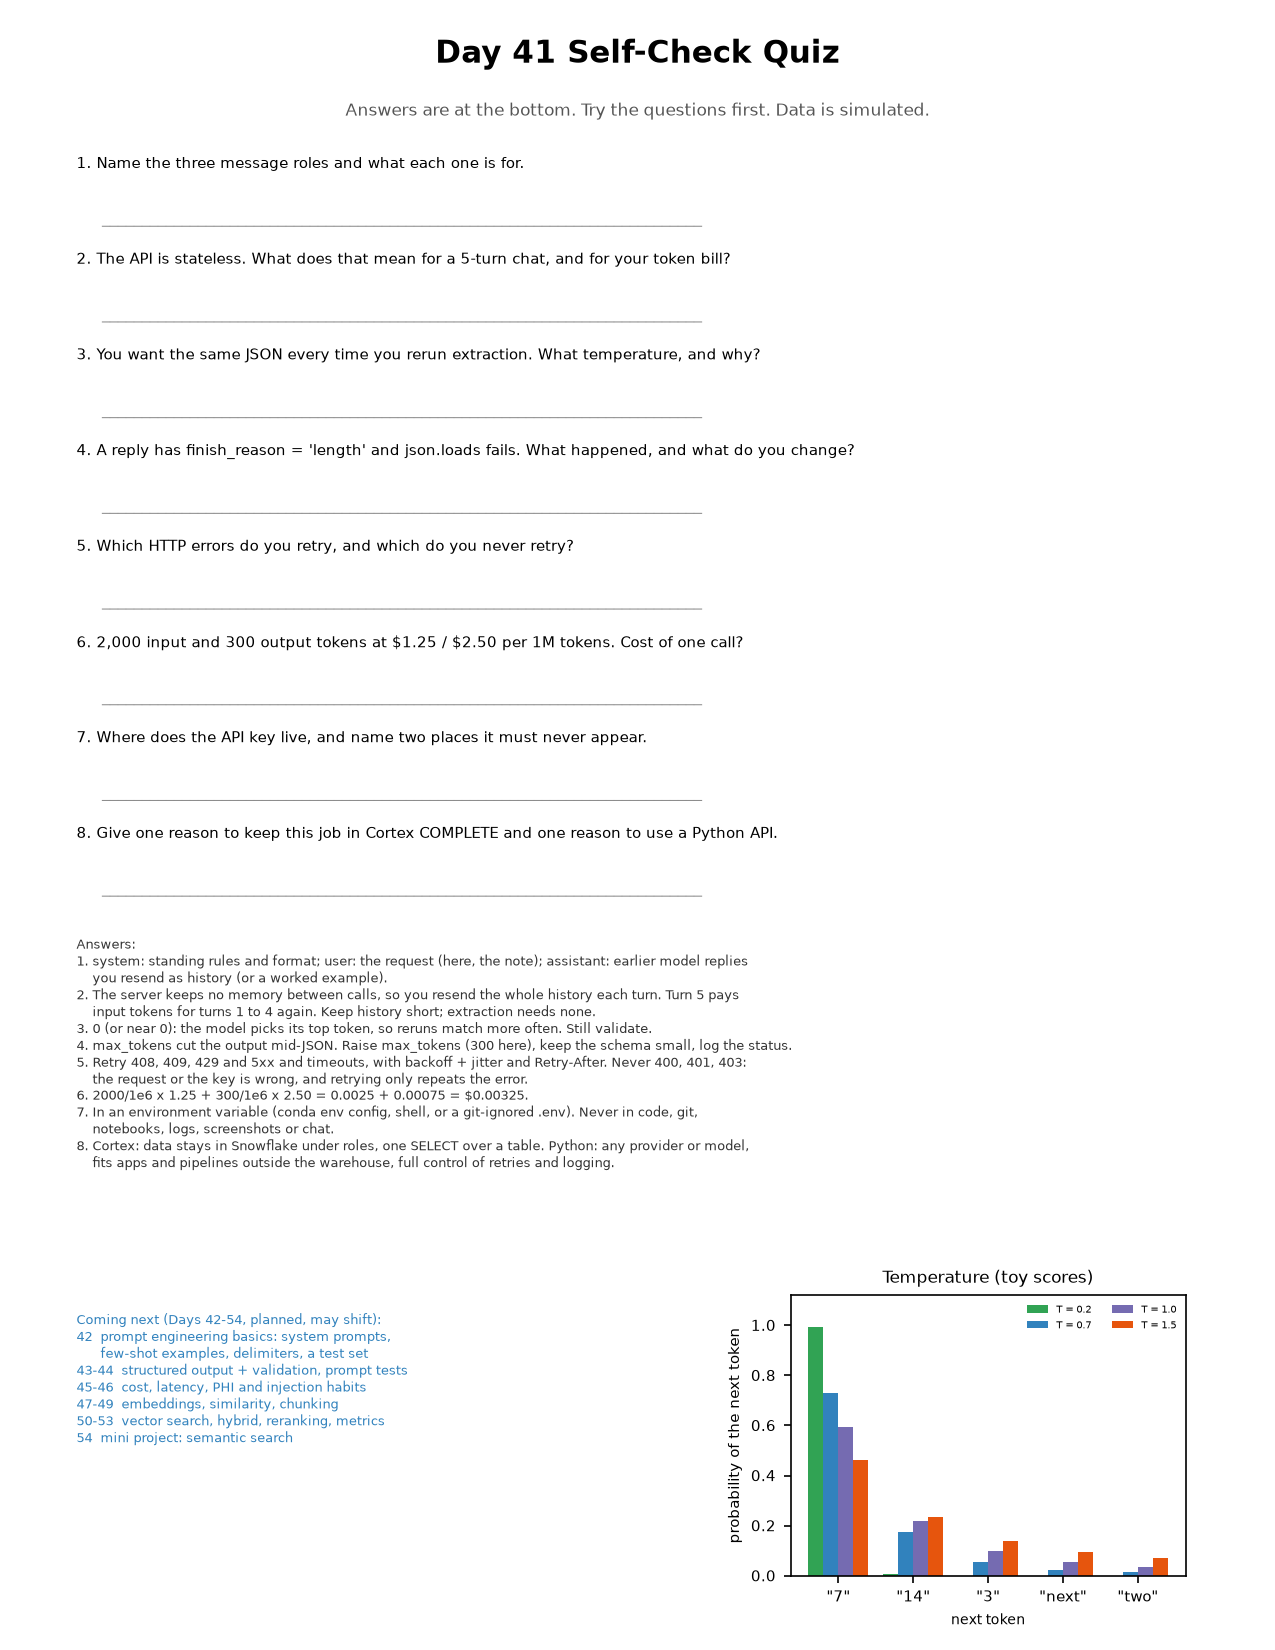 Day 41 Self-Check Quiz
Answers are at the bottom. Try the questions first. Data is simulated.
1. Name the three message roles and what each one is for.
2. The API is stateless. What does that mean for a 5-turn chat, and for your token bill?
3. You want the same JSON every time you rerun extraction. What temperature, and why?
4. A reply has finish_reason = 'length' and json.loads fails. What happened, and what do you change?
5. Which HTTP errors do you retry, and which do you never retry?
6. 2,000 input and 300 output tokens at $1.25 / $2.50 per 1M tokens. Cost of one call?
7. Where does the API key live, and name two places it must never appear.
8. Give one reason to keep this job in Cortex COMPLETE and one reason to use a Python API.
Answers:
1. system: standing rules and format; user: the request (here, the note); assistant: earlier model replies
you resend as history (or a worked example).
2. The server keeps no memory between calls, so you resend the whole history each turn. Turn 5 pays
input tokens for turns 1 to 4 again. Keep history short; extraction needs none.
3. 0 (or near 0): the model picks its top token, so reruns match more often. Still validate.
4. max_tokens cut the output mid-JSON. Raise max_tokens (300 here), keep the schema small, log the status.
5. Retry 408, 409, 429 and 5xx and timeouts, with backoff + jitter and Retry-After. Never 400, 401, 403:
the request or the key is wrong, and retrying only repeats the error.
6. 2000/1e6 x 1.25 + 300/1e6 x 2.50 = 0.0025 + 0.00075 = $0.00325.
7. In an environment variable (conda env config, shell, or a git-ignored .env). Never in code, git,
notebooks, logs, screenshots or chat.
8. Cortex: data stays in Snowflake under roles, one SELECT over a table. Python: any provider or model,
fits apps and pipelines outside the warehouse, full control of retries and logging.
Coming next (Days 42-54, planned, may shift):
42 prompt engineering basics: system prompts,
few-shot examples, delimiters, a test set
43-44 structured output + validation, prompt tests
45-46 cost, latency, PHI and injection habits
47-49 embeddings, similarity, chunking
50-53 vector search, hybrid, reranking, metrics
54 mini project: semantic search
Temperature (toy scores)
T = 0.2
T = 0.7
T = 1.0
T = 1.5
probability of the next token
1.0
0.8
0.6
0.4
0.2
0.0
"7" "14" "3" "next" "two"
next token